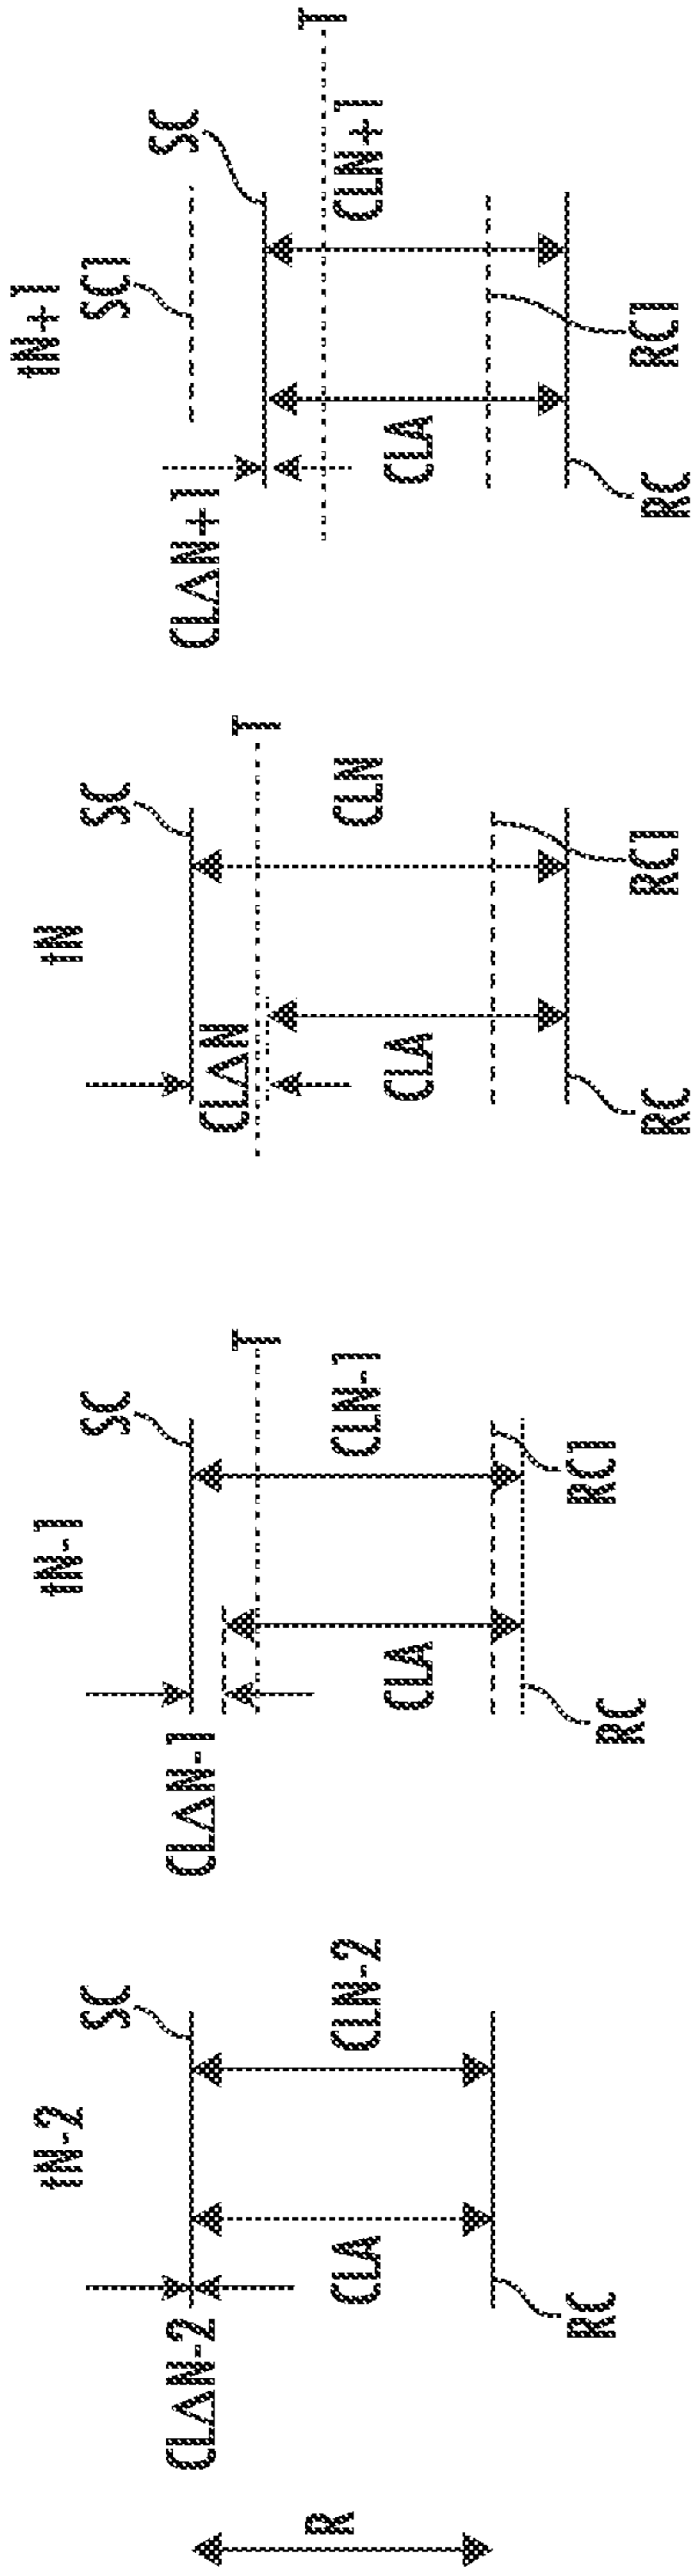 tN-2
SC
CLΔN-2
CLA
CLN-2
RC
R
tN-1
SC
T
CLΔN-1
CLA
CLN-1
RC1
RC
tN
SC
T
CLΔN
CLA
CLN
RC1
RC
tN+1
SC1
SC
T
CLΔN+1
CLA
CLN+1
RC1
RC